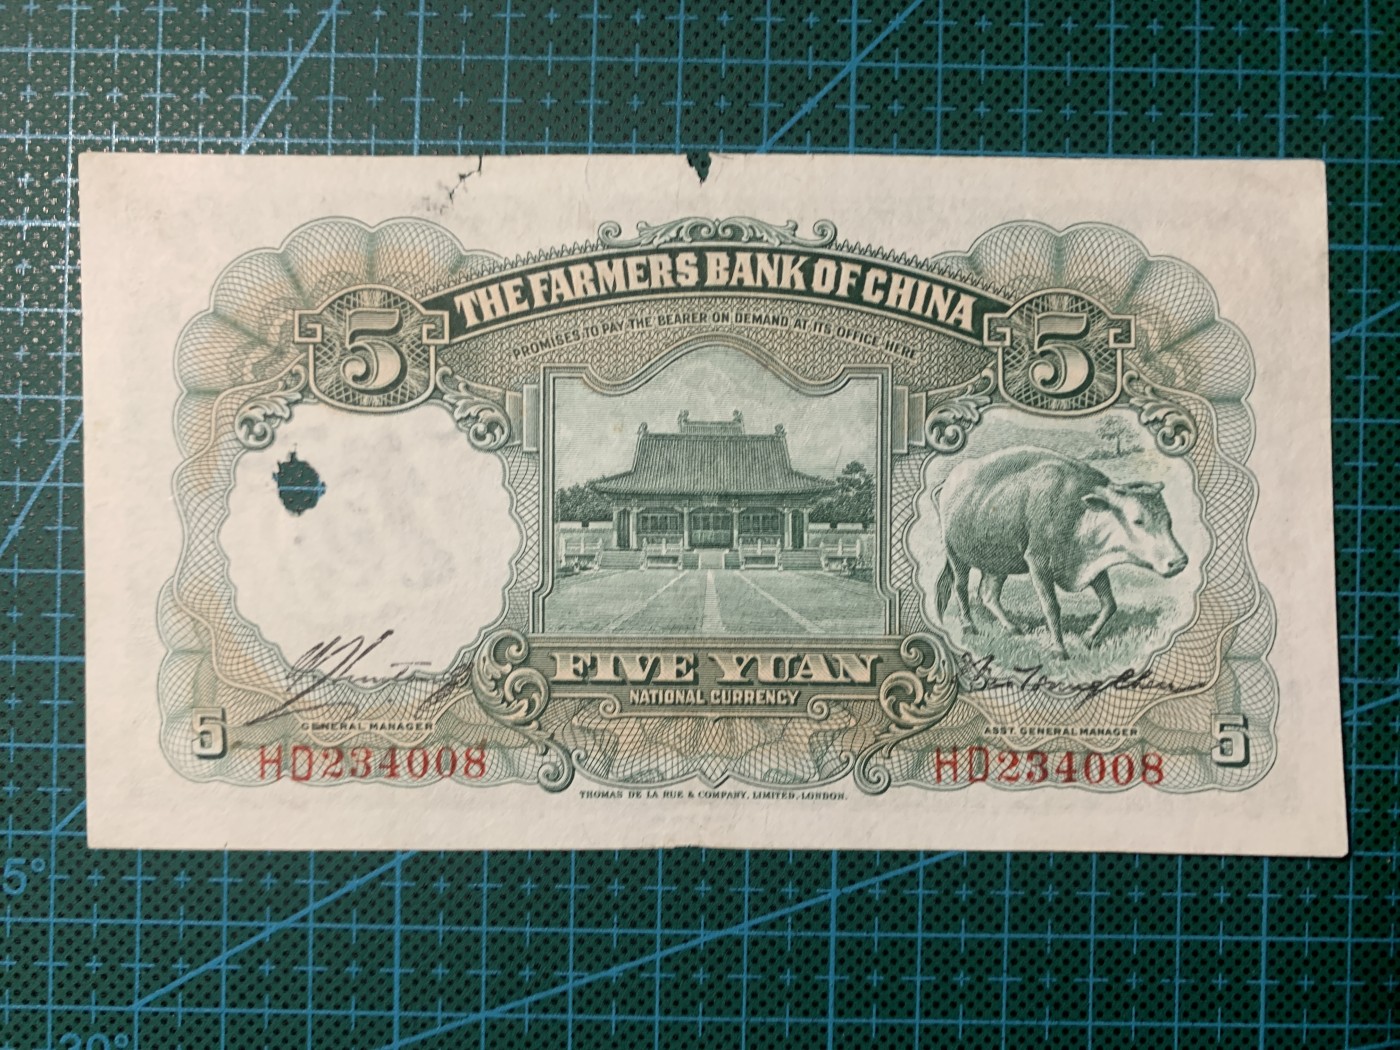 THE FARMERS BANK OF CHINA
PROMISES TO PAY THE BEARER ON DEMAND AT ITS OFFICE HERE
5 5
FIVE YUAN
NATIONAL CURRENCY
GENERAL MANAGER
ASST. GENERAL MANAGER
5 5
HD234008 HD234008
THOMAS DE LA RUE & COMPANY, LIMITED, LONDON.
5°